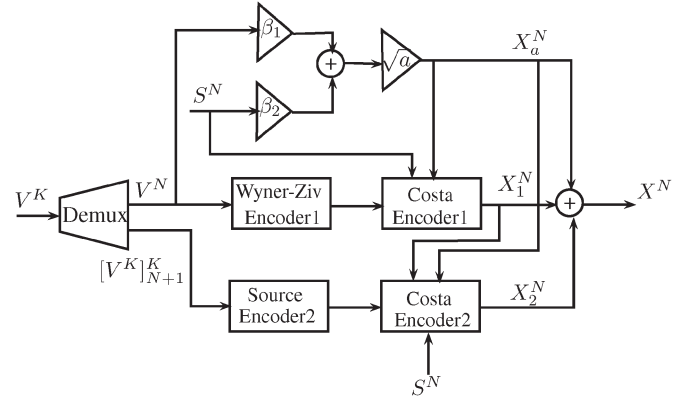 β₁
+
√a
X_a^N
S^N
β₂
V^K
Demux
V^N
Wyner-Ziv
Encoder1
Costa
Encoder1
X_1^N
+
X^N
[V^K]_{N+1}^K
Source
Encoder2
Costa
Encoder2
X_2^N
S^N